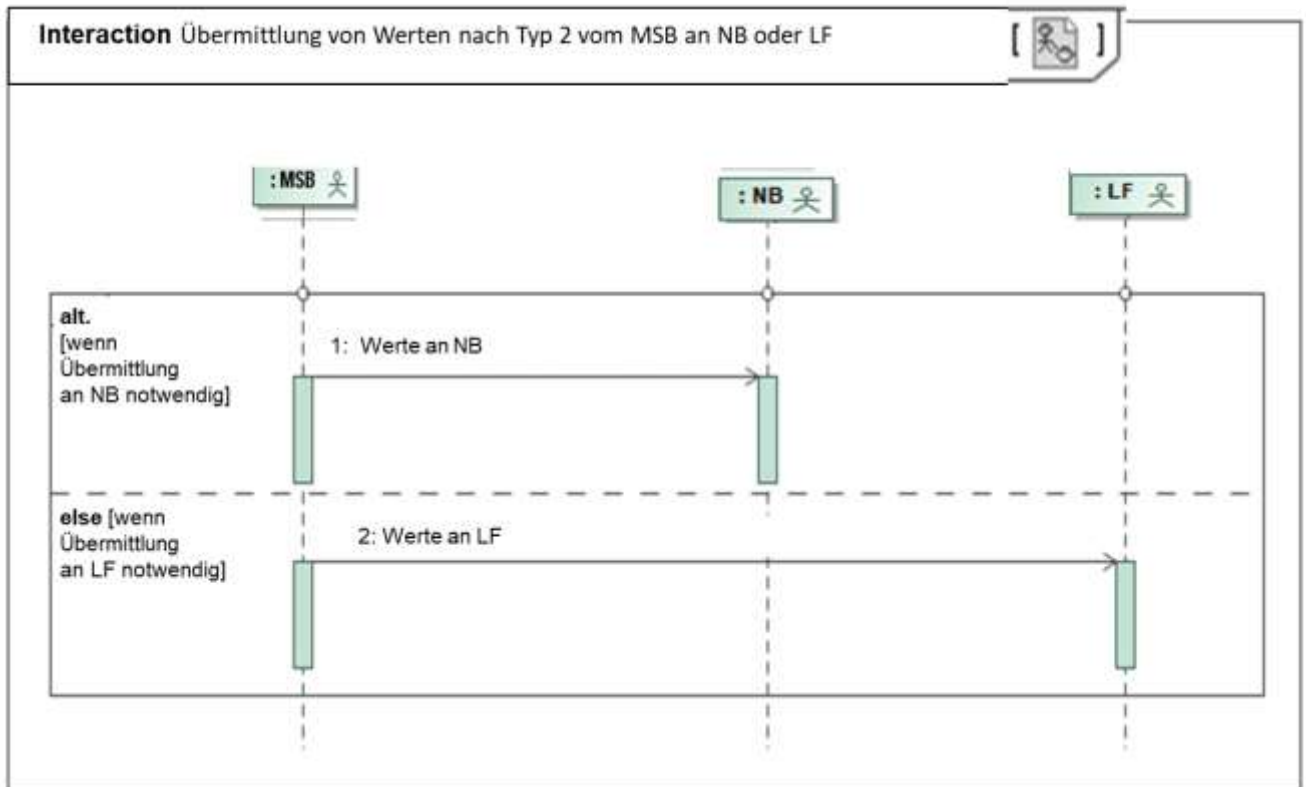 Interaction Übermittlung von Werten nach Typ 2 vom MSB an NB oder LF
[ ]
: MSB
: NB
: LF
alt.
[wenn
Übermittlung
an NB notwendig]
1: Werte an NB
else [wenn
Übermittlung
an LF notwendig]
2: Werte an LF